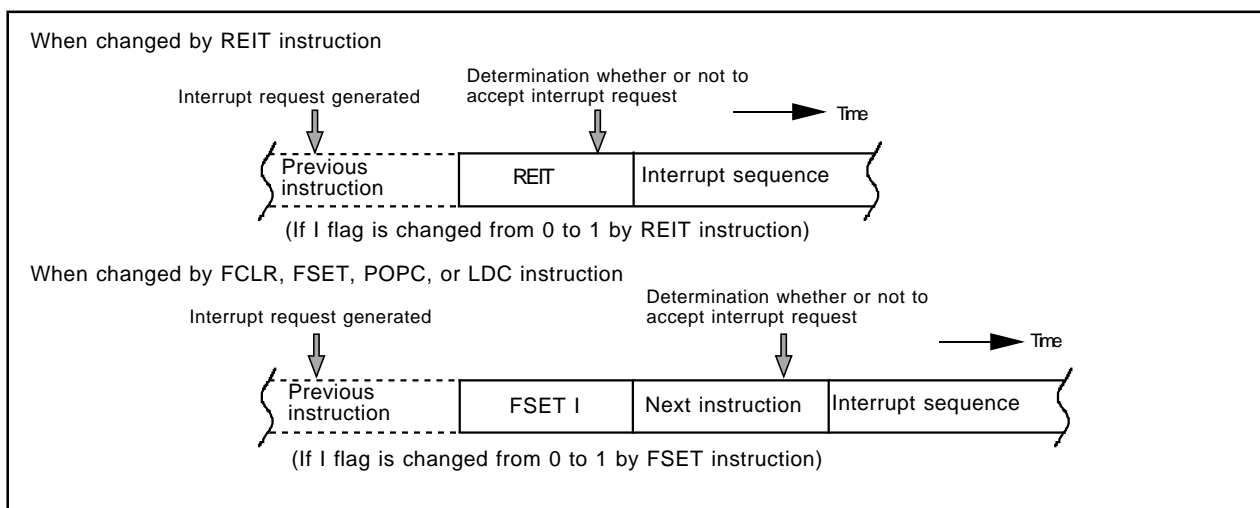 When changed by REIT instruction
Determination whether or not to
accept interrupt request
Interrupt request generated
Time
Previous
instruction
REIT
Interrupt sequence
(If I flag is changed from 0 to 1 by REIT instruction)
When changed by FCLR, FSET, POPC, or LDC instruction
Determination whether or not to
accept interrupt request
Interrupt request generated
Time
Previous
instruction
FSET I
Next instruction
Interrupt sequence
(If I flag is changed from 0 to 1 by FSET instruction)